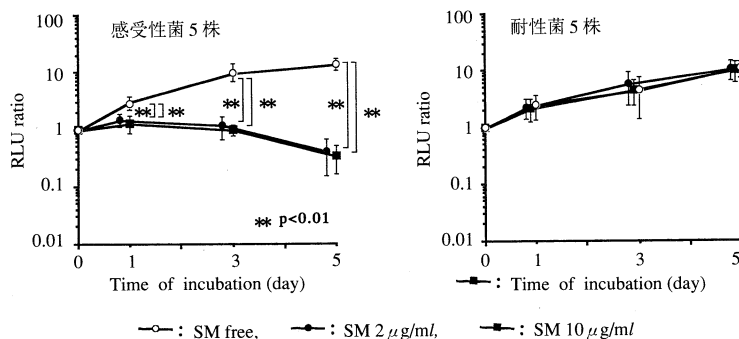 感受性菌 5 株
100
10
1
0.1
0.01
RLU ratio
** **
** **
** **
** p<0.01
0 1 3 5
Time of incubation (day)
耐性菌 5 株
100
10
1
0.1
0.01
RLU ratio
0 1 3 5
: Time of incubation (day)
: SM free, : SM 2 μg/ml, : SM 10 μg/ml